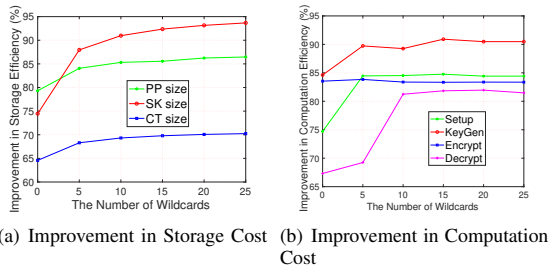 Improvement in Storage Efficiency (%)
95
90
85
80
75
70
65
60
PP size
SK size
CT size
0 5 10 15 20 25
The Number of Wildcards
(a) Improvement in Storage Cost
Improvement in Computation Efficiency (%)
95
90
85
80
75
70
65
Setup
KeyGen
Encrypt
Decrypt
0 5 10 15 20 25
The Number of Wildcards
(b) Improvement in Computation
Cost